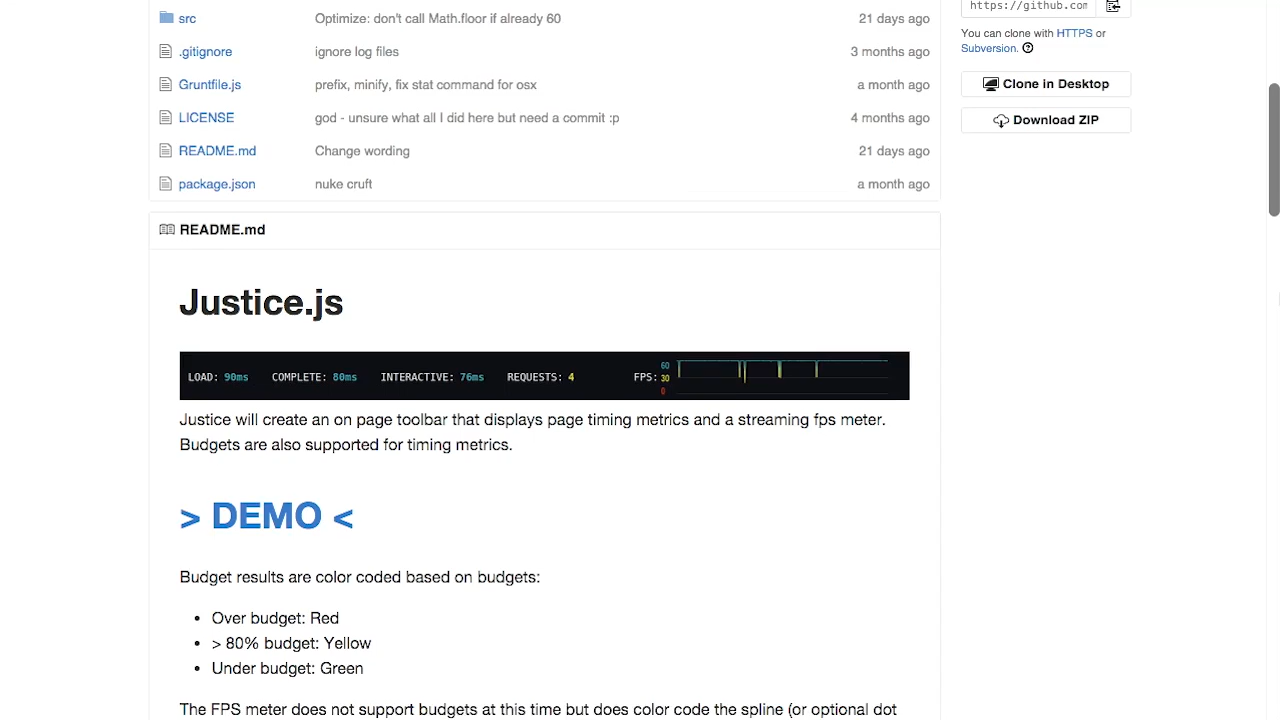 https://github.com
src Optimize: don't call Math.floor if already 60 21 days ago
You can clone with HTTPS or
Subversion.
.gitignore ignore log files 3 months ago
Gruntfile.js prefix, minify, fix stat command for osx a month ago
Clone in Desktop
LICENSE god - unsure what all I did here but need a commit :p 4 months ago
Download ZIP
README.md Change wording 21 days ago
package.json nuke cruft a month ago
README.md
Justice.js
LOAD: 90ms COMPLETE: 80ms INTERACTIVE: 76ms REQUESTS: 4 FPS: 60 30 0
Justice will create an on page toolbar that displays page timing metrics and a streaming fps meter.
Budgets are also supported for timing metrics.
> DEMO <
Budget results are color coded based on budgets:
• Over budget: Red
• > 80% budget: Yellow
• Under budget: Green
The FPS meter does not support budgets at this time but does color code the spline (or optional dot